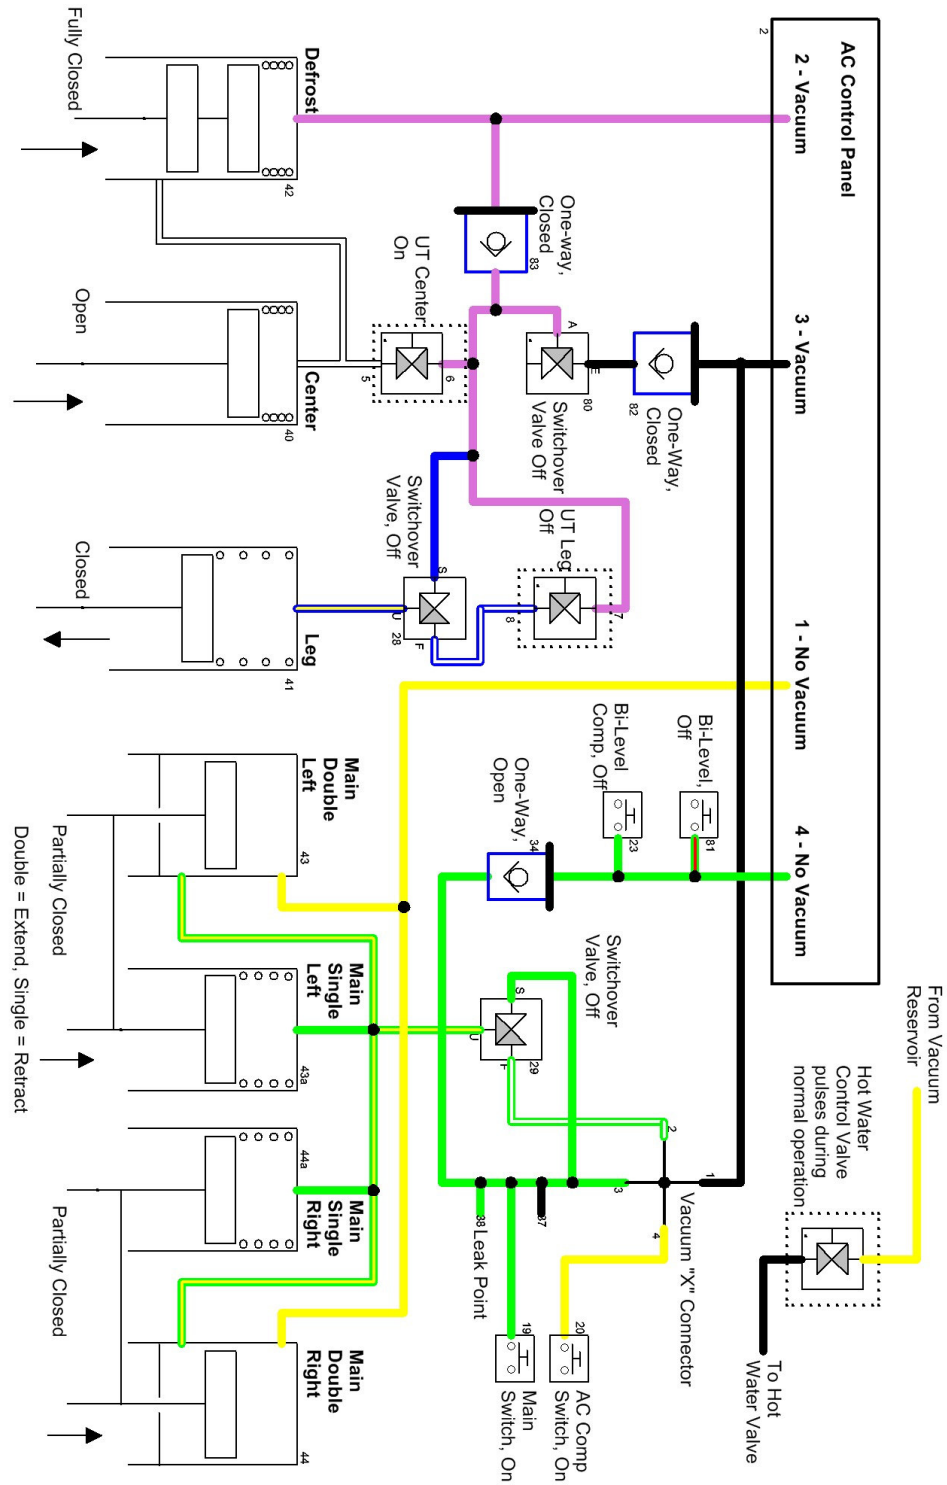 AC Control Panel
2
2 - Vacuum
3 - Vacuum
1 - No Vacuum
4 - No Vacuum
From Vacuum
Reservoir
Hot Water
Control Valve
pulses during
normal operation
To Hot
Water Valve
One-way,
Closed
83
One-Way,
Closed
82
A
E
80
Switchover
Valve Off
UT Center
On
5
6
UT Leg
Off
7
8
Switchover
Valve, Off
S
U
28
F
Bi-Level,
Off
81
Bi-Level
Comp, Off
23
One-Way,
Open
34
Switchover
Valve, Off
S
U
29
F
Vacuum "X" Connector
1
2
3
4
37
38
Leak Point
20
AC Comp
Switch, On
19
Main
Switch, On
Defrost
42
Fully Closed
Center
40
Open
Leg
41
Closed
Main
Double
Left
43
Partially Closed
Main
Single
Left
43a
Double = Extend, Single = Retract
Main
Single
Right
44a
Partially Closed
Main
Double
Right
44